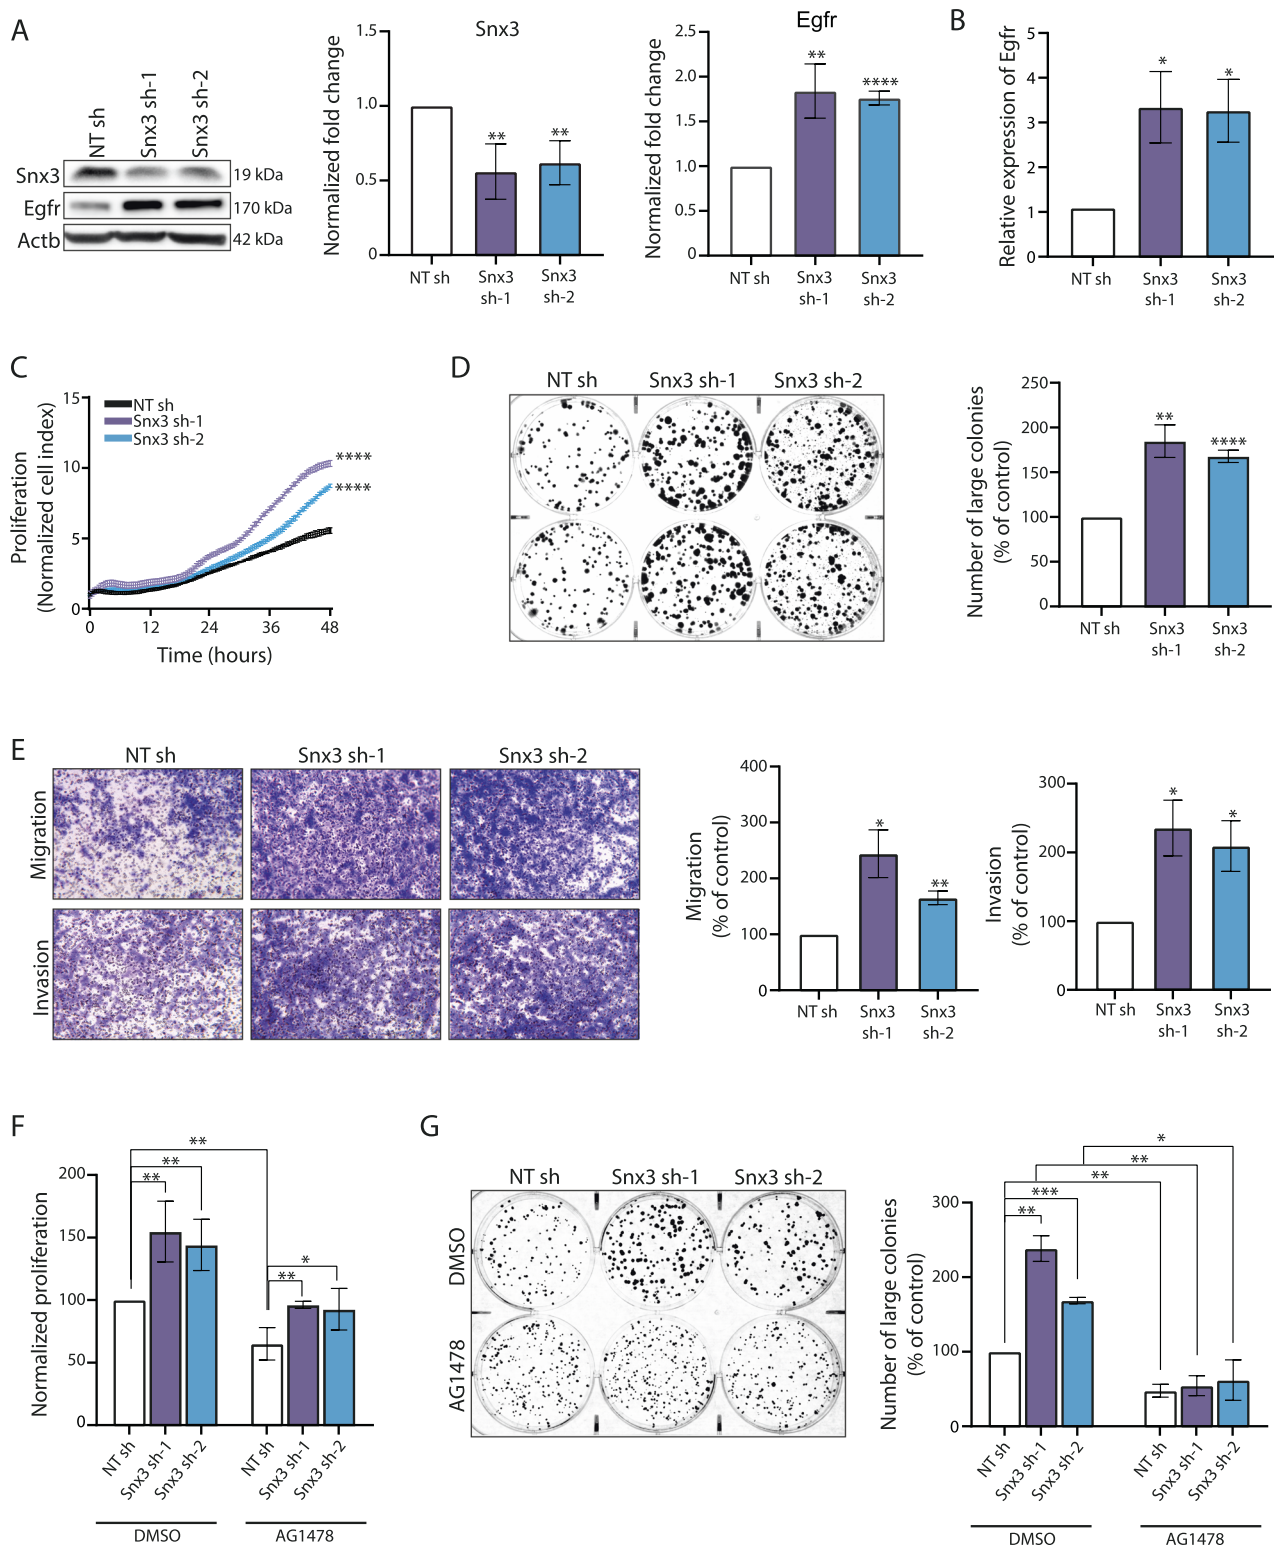 A
NT sh
Snx3 sh-1
Snx3 sh-2
Snx3
19 kDa
Egfr
170 kDa
Actb
42 kDa
Snx3
Normalized fold change
1.5
1.0
0.5
0
**
**
NT sh
Snx3
sh-1
Snx3
sh-2
Egfr
Normalized fold change
2.5
2.0
1.5
1.0
0.5
0
**
****
NT sh
Snx3
sh-1
Snx3
sh-2
B
Relative expression of Egfr
5
4
3
2
1
0
*
*
NT sh
Snx3
sh-1
Snx3
sh-2
C
Proliferation
(Normalized cell index)
15
10
5
0
NT sh
Snx3 sh-1
Snx3 sh-2
****
****
0
12
24
36
48
Time (hours)
D
NT sh
Snx3 sh-1
Snx3 sh-2
Number of large colonies
(% of control)
250
200
150
100
50
0
**
****
NT sh
Snx3
sh-1
Snx3
sh-2
E
NT sh
Snx3 sh-1
Snx3 sh-2
Migration
Invasion
Migration
(% of control)
400
300
200
100
0
*
**
NT sh
Snx3
sh-1
Snx3
sh-2
Invasion
(% of control)
300
200
100
0
*
*
NT sh
Snx3
sh-1
Snx3
sh-2
F
Normalized proliferation
200
150
100
50
0
**
**
**
*
**
NT sh
Snx3 sh-1
Snx3 sh-2
NT sh
Snx3 sh-1
Snx3 sh-2
DMSO
AG1478
G
NT sh
Snx3 sh-1
Snx3 sh-2
DMSO
AG1478
Number of large colonies
(% of control)
300
200
100
0
*
**
**
***
**
NT sh
Snx3 sh-1
Snx3 sh-2
NT sh
Snx3 sh-1
Snx3 sh-2
DMSO
AG1478